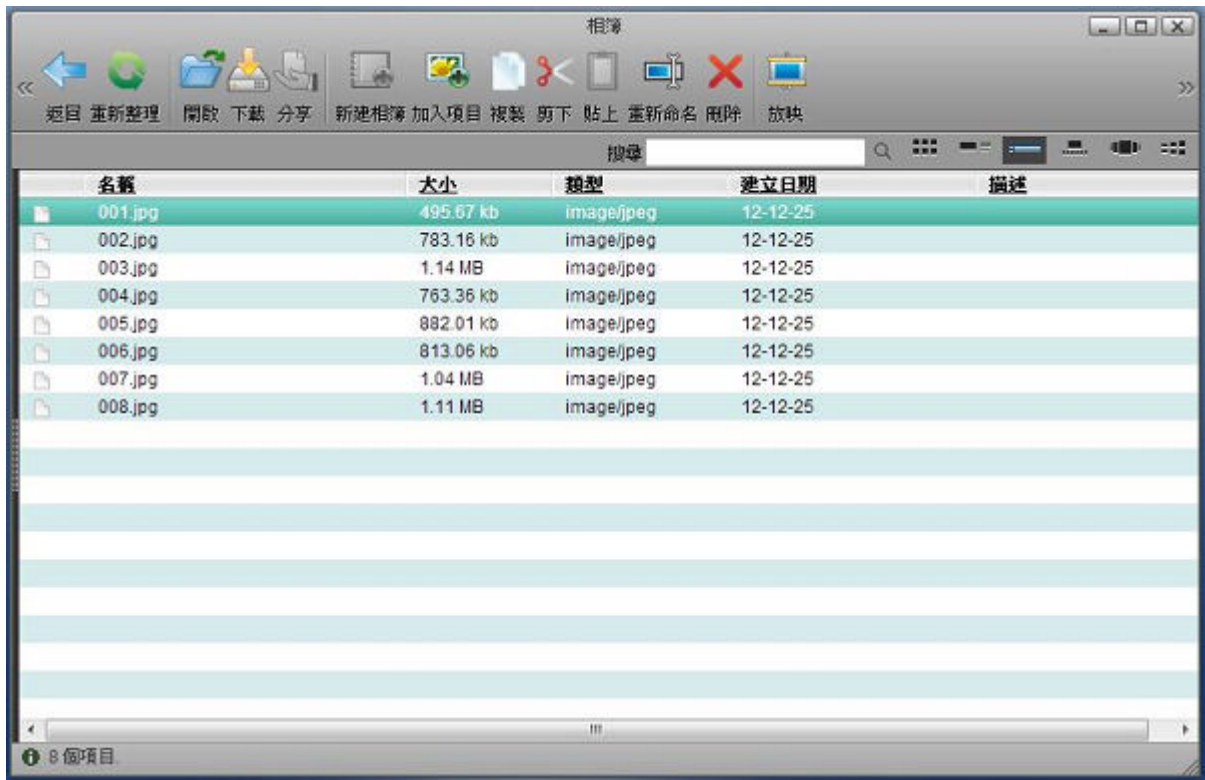 相簿
返回 重新整理 開啟 下載 分享 新建相簿 加入項目 複製 剪下 貼上 重新命名 刪除 放映
搜尋
名稱 大小 類型 建立日期 描述
001.jpg 495.67 kb image/jpeg 12-12-25
002.jpg 783.16 kb image/jpeg 12-12-25
003.jpg 1.14 MB image/jpeg 12-12-25
004.jpg 763.36 kb image/jpeg 12-12-25
005.jpg 882.01 kb image/jpeg 12-12-25
006.jpg 813.06 kb image/jpeg 12-12-25
007.jpg 1.04 MB image/jpeg 12-12-25
008.jpg 1.11 MB image/jpeg 12-12-25
8 個項目.